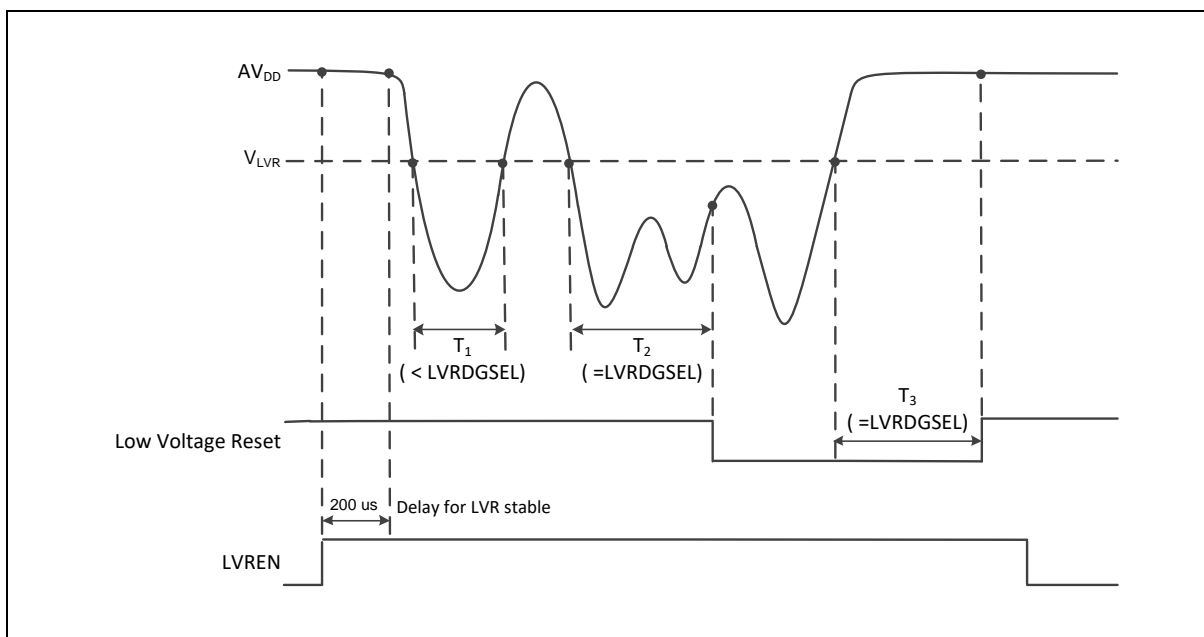 AVDD
VLVR
T1
( < LVRDGSEL)
T2
( =LVRDGSEL)
T3
( =LVRDGSEL)
Low Voltage Reset
200 us
Delay for LVR stable
LVREN